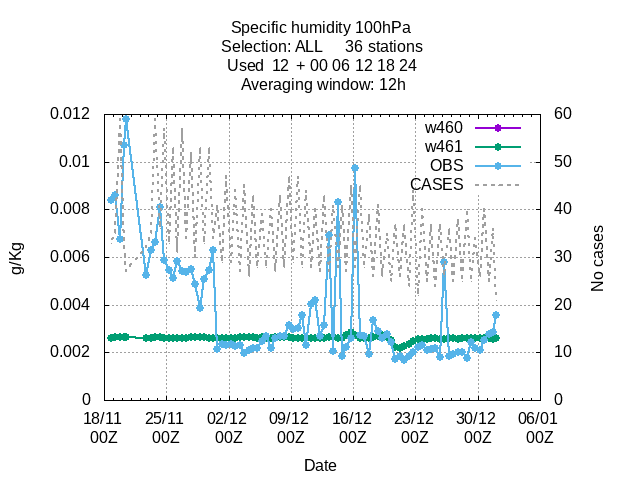 Specific humidity 100hPa
Selection: ALL     36 stations
Used  12  + 00 06 12 18 24
Averaging window: 12h
w460
w461
OBS
CASES
0.012
0.01
0.008
0.006
0.004
0.002
0
60
50
40
30
20
10
0
g/Kg
No cases
18/11 25/11 02/12 09/12 16/12 23/12 30/12 06/01
00Z 00Z 00Z 00Z 00Z 00Z 00Z 00Z
Date